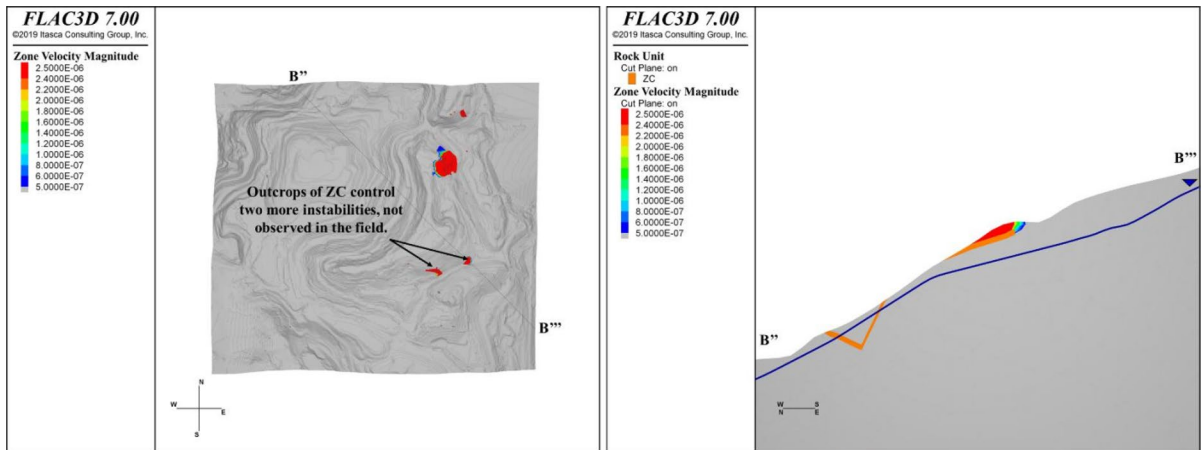 FLAC3D 7.00
©2019 Itasca Consulting Group, Inc.
Zone Velocity Magnitude
2.5000E-06
2.4000E-06
2.2000E-06
2.0000E-06
1.8000E-06
1.6000E-06
1.4000E-06
1.2000E-06
1.0000E-06
8.0000E-07
6.0000E-07
5.0000E-07
B”
Outcrops of ZC control
two more instabilities, not
observed in the field.
B”’
N
W
E
S
FLAC3D 7.00
©2019 Itasca Consulting Group, Inc.
Rock Unit
Cut Plane: on
ZC
Zone Velocity Magnitude
Cut Plane: on
2.5000E-06
2.4000E-06
2.2000E-06
1.8000E-06
1.6000E-06
1.4000E-06
1.2000E-06
1.0000E-06
8.0000E-07
6.0000E-07
5.0000E-07
B”’
B”
W S
N E